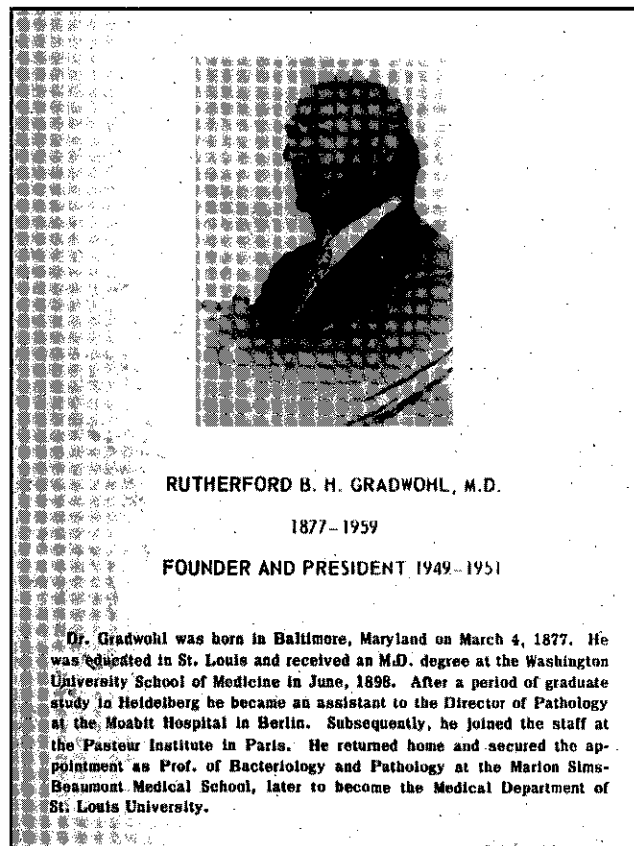 RUTHERFORD B. H. GRADWOHL, M.D.
1877–1959
FOUNDER AND PRESIDENT 1949–1951
Dr. Gradwohl was born in Baltimore, Maryland on March 4, 1877. He
was educated in St. Louis and received an M.D. degree at the Washington
University School of Medicine in June, 1898. After a period of graduate
study in Heidelberg he became an assistant to the Director of Pathology
at the Moabit Hospital in Berlin. Subsequently, he joined the staff at
the Pasteur Institute in Paris. He returned home and secured the ap-
pointment as Prof. of Bacteriology and Pathology at the Marion Sims-
Beaumont Medical School, later to become the Medical Department of
St. Louis University.